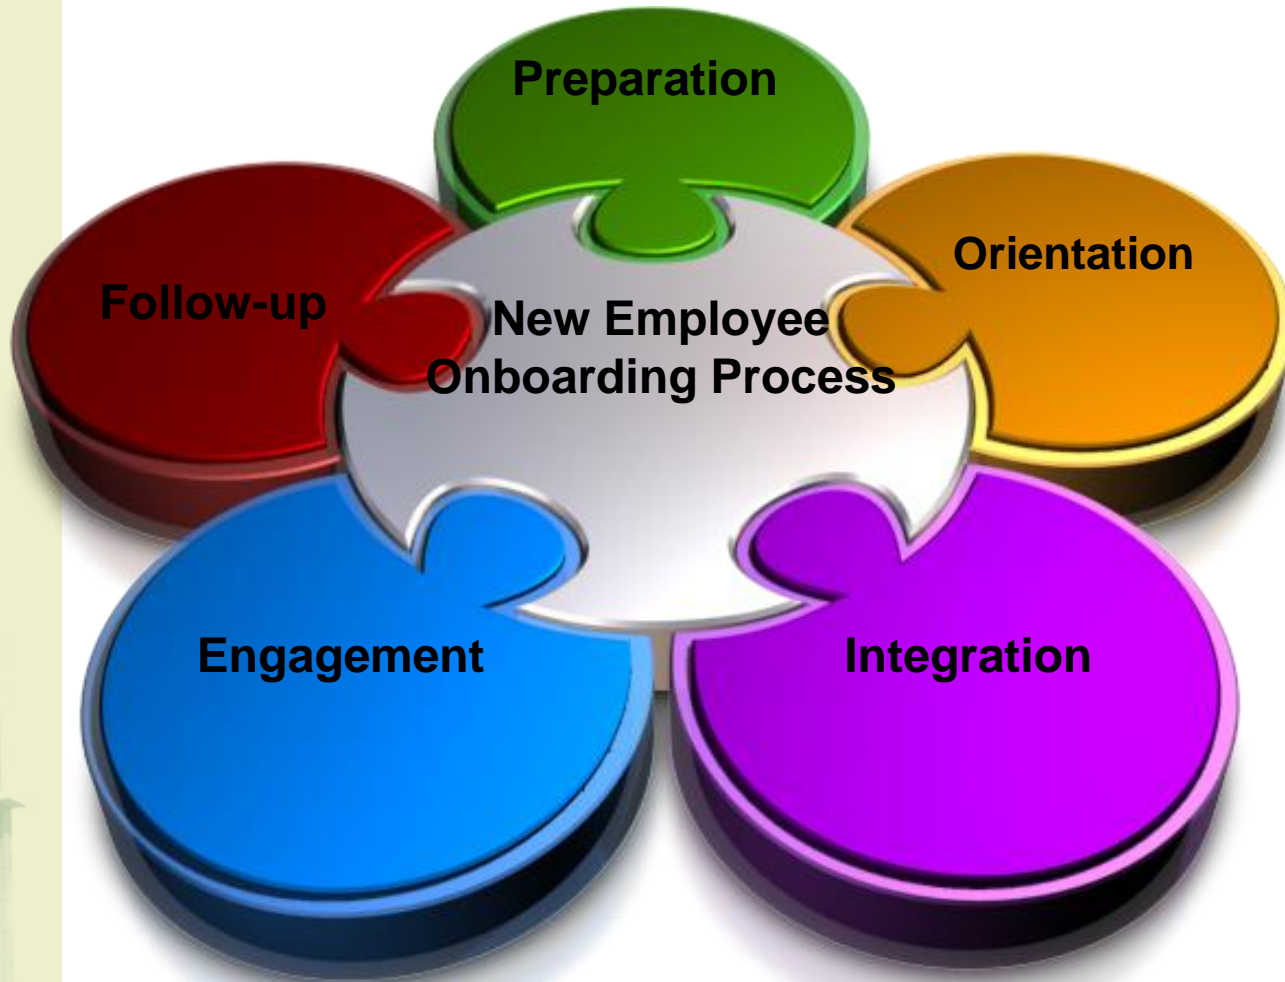 Preparation
Orientation
Follow-up
New Employee
Onboarding Process
Engagement
Integration